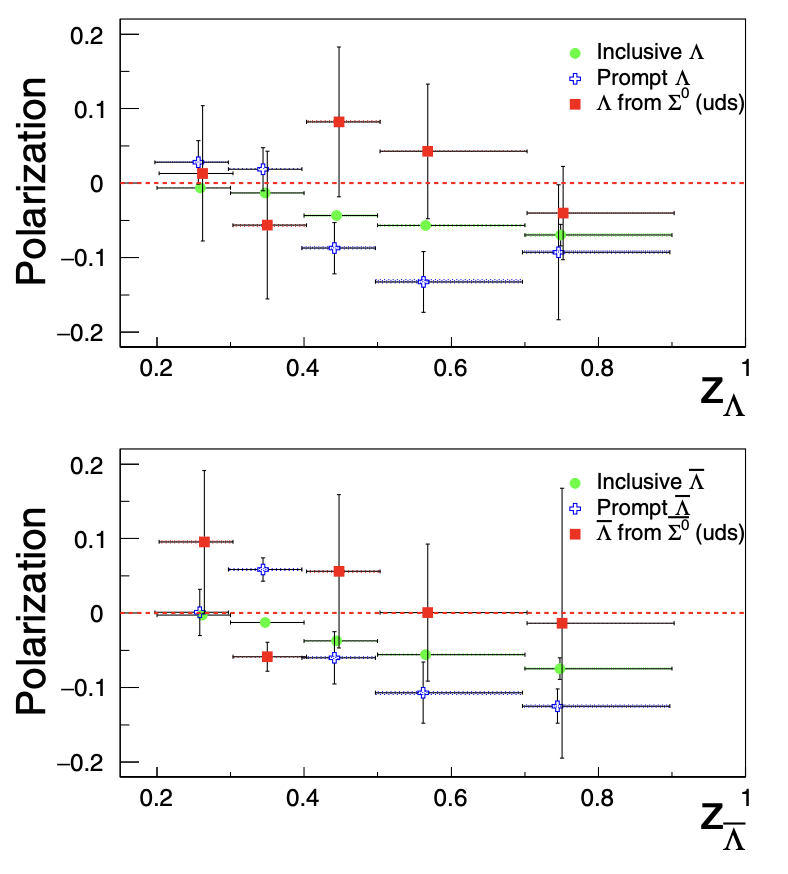 Polarization
0.2
0.1
0
−0.1
−0.2
Inclusive Λ
Prompt Λ
Λ from Σ⁰ (uds)
0.2 0.4 0.6 0.8 1
z_Λ
Polarization
0.2
0.1
0
−0.1
−0.2
Inclusive Λ̅
Prompt Λ̅
Λ̅ from Σ̅⁰ (uds)
0.2 0.4 0.6 0.8 1
z_Λ̅